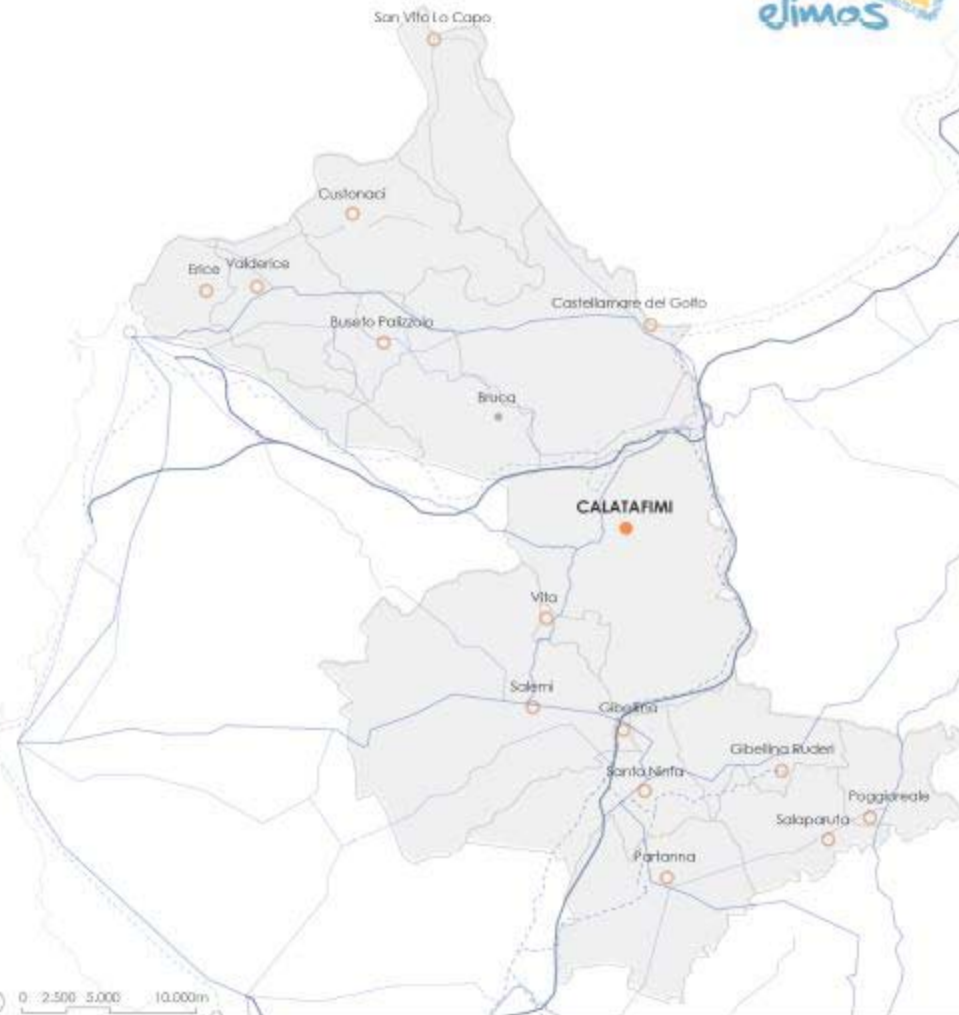 elimos
San Vito Lo Capo
Custonaci
Erice
Valderice
Castellamare del Golfo
Buseto Palizzolo
Bruca
CALATAFIMI
Vita
Salemi
Gibellina
Gibellina Ruderi
Santa Ninfa
Poggioreale
Salaparuta
Partanna
0 2.500 5.000 10.000m